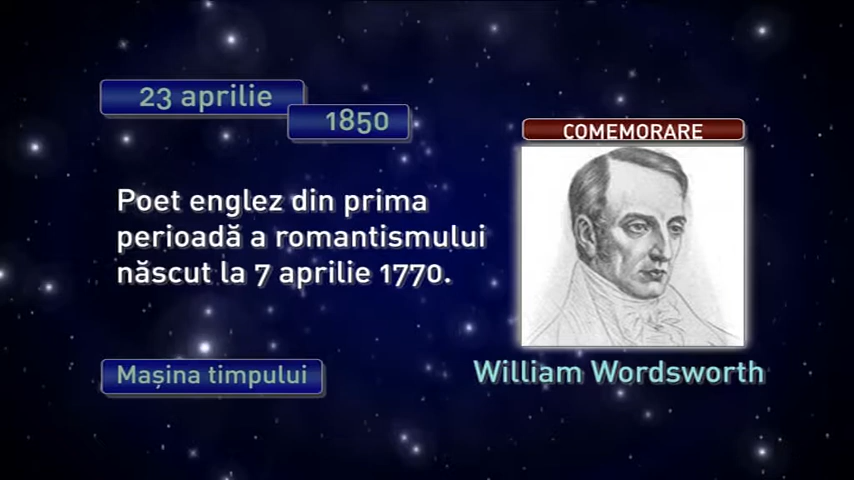 23 aprilie
1850
COMEMORARE
Poet englez din prima
perioadă a romantismului
născut la 7 aprilie 1770.
Mașina timpului
William Wordsworth